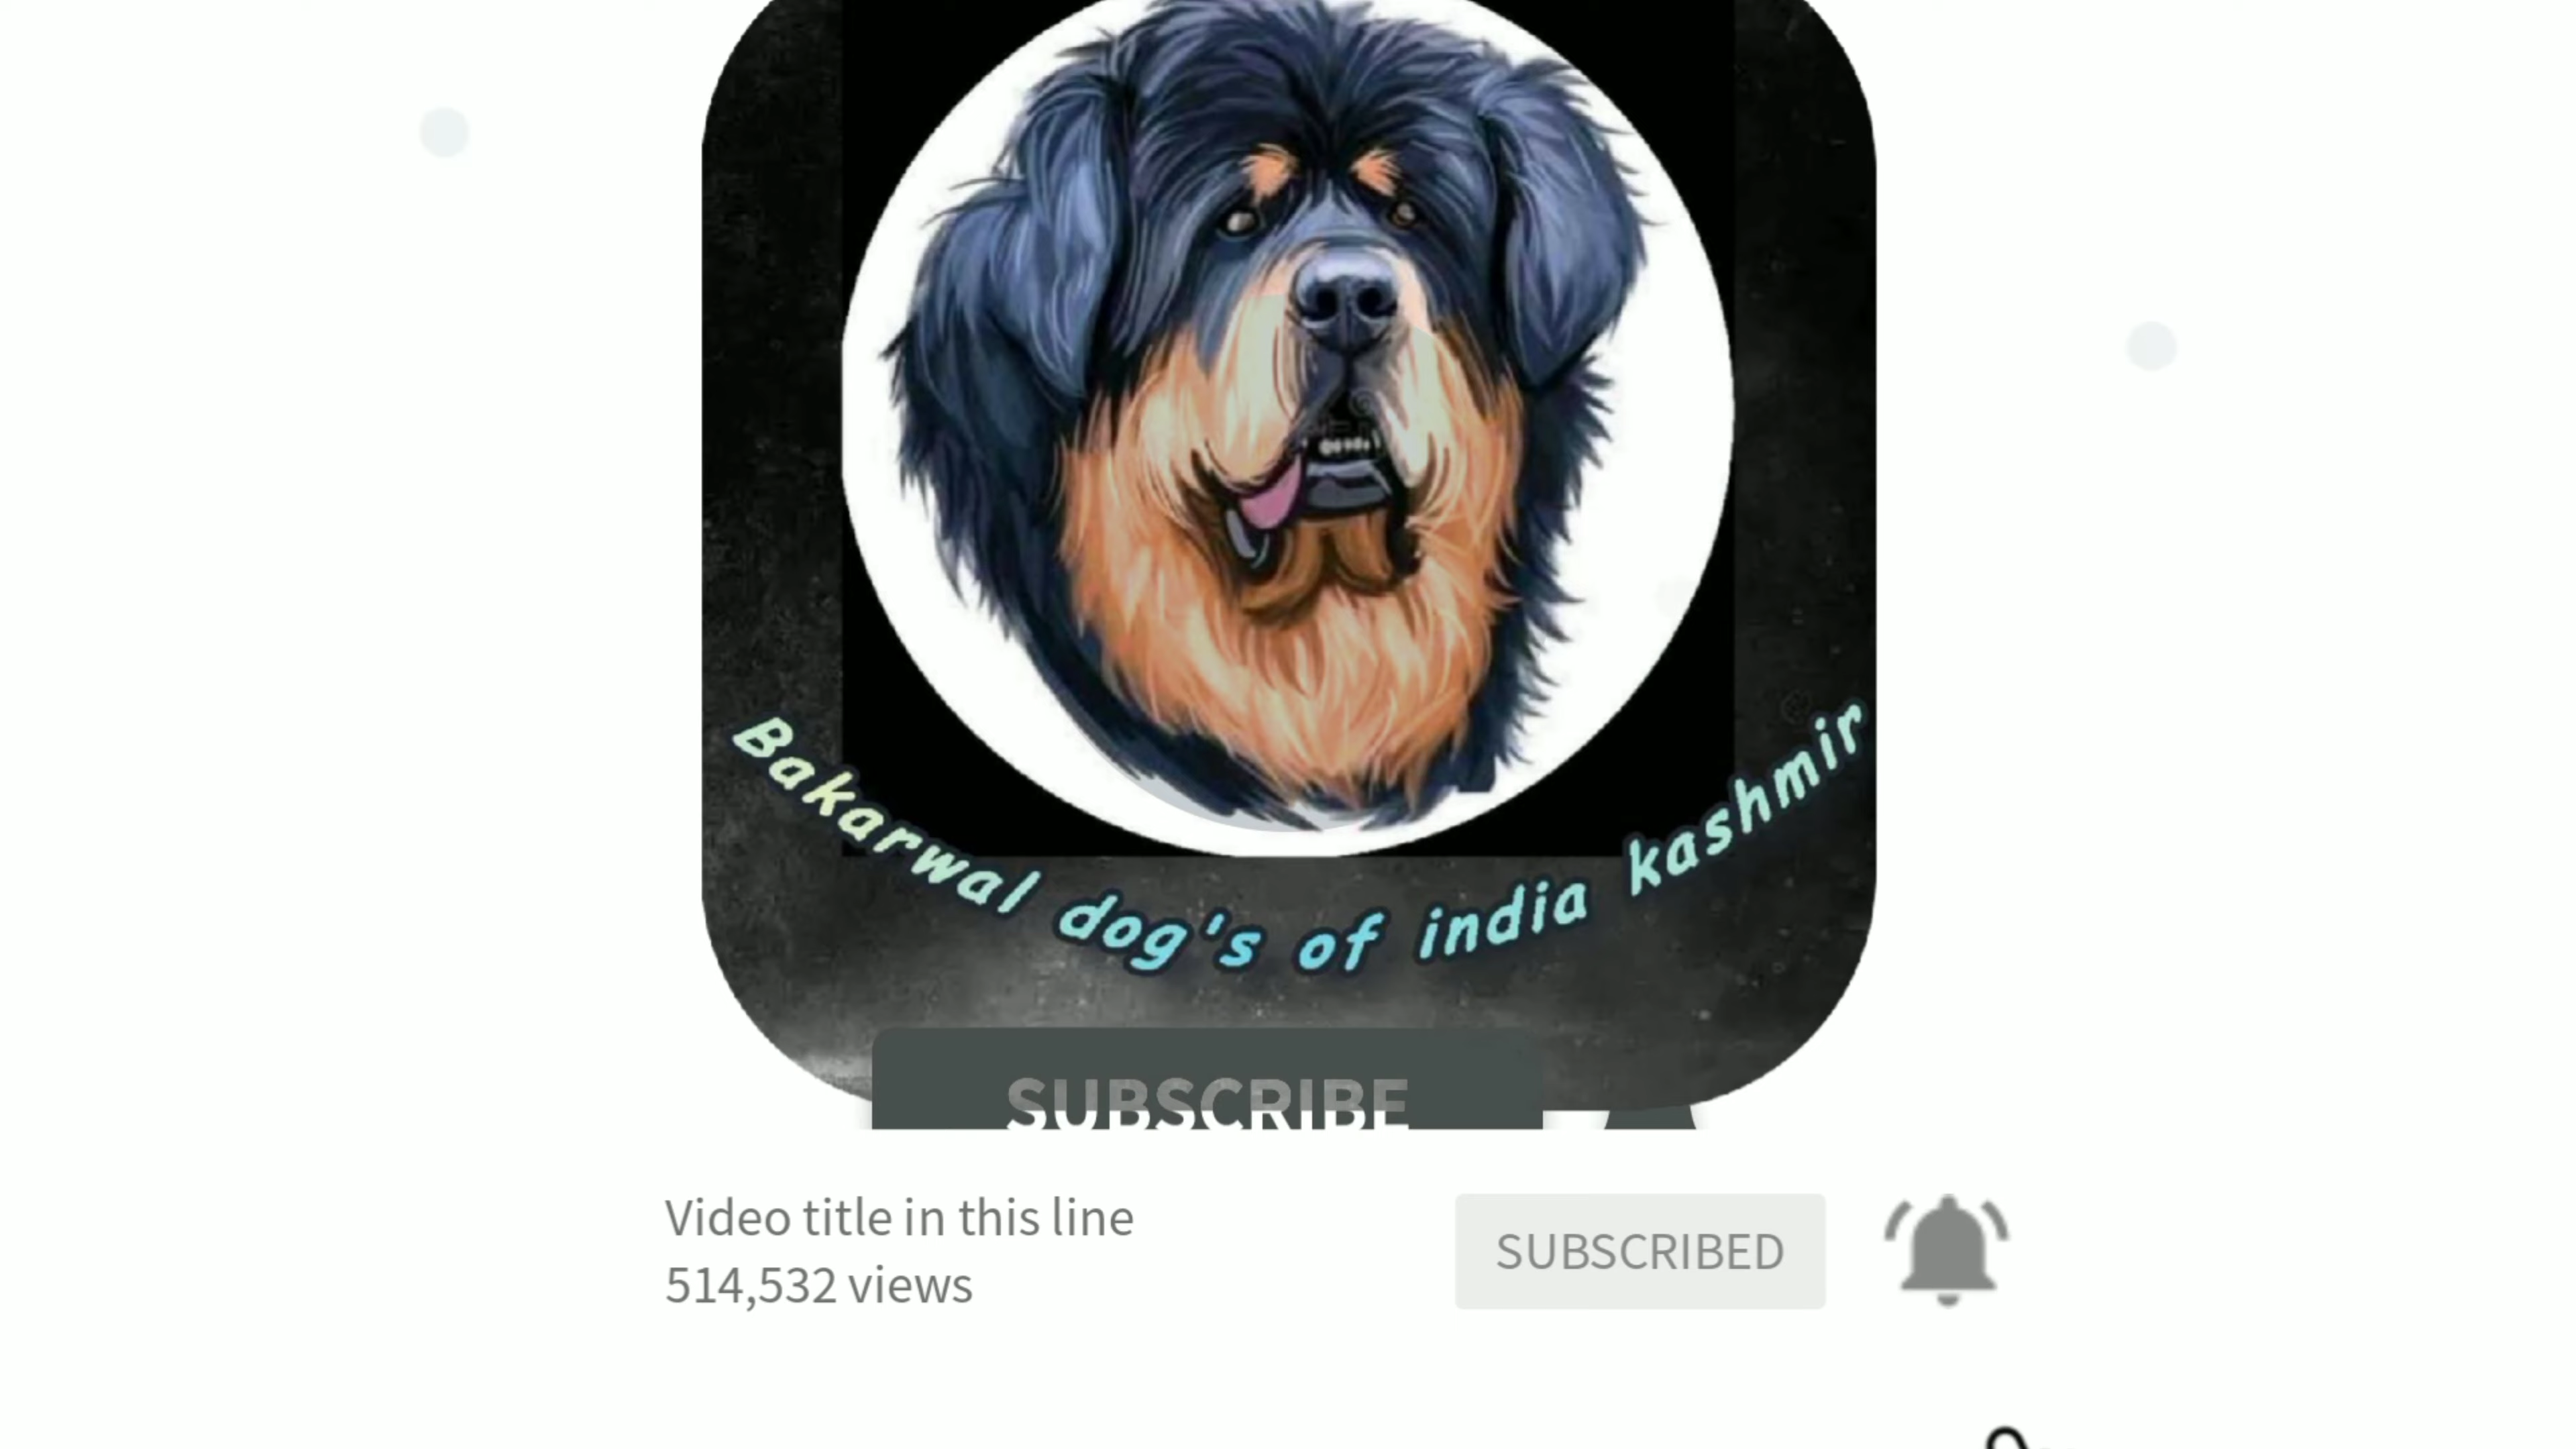 Bakarwal dog's of india kashmir
SUBSCRIBE
Video title in this line
SUBSCRIBED
514,532 views